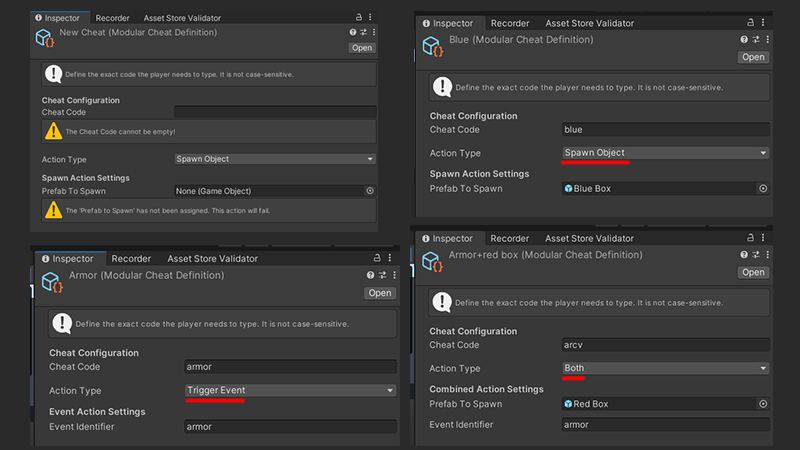 Inspector Recorder Asset Store Validator
New Cheat (Modular Cheat Definition)
Open
Define the exact code the player needs to type. It is not case-sensitive.
Cheat Configuration
Cheat Code
The Cheat Code cannot be empty!
Action Type Spawn Object
Spawn Action Settings
Prefab To Spawn None (Game Object)
The 'Prefab to Spawn' has not been assigned. This action will fail.
Inspector Recorder Asset Store Validator
Blue (Modular Cheat Definition)
Open
Define the exact code the player needs to type. It is not case-sensitive.
Cheat Configuration
Cheat Code blue
Action Type Spawn Object
Spawn Action Settings
Prefab To Spawn Blue Box
Inspector Recorder Asset Store Validator
Armor (Modular Cheat Definition)
Open
Define the exact code the player needs to type. It is not case-sensitive.
Cheat Configuration
Cheat Code armor
Action Type Trigger Event
Event Action Settings
Event Identifier armor
Inspector Recorder Asset Store Validator
Armor+red box (Modular Cheat Definition)
Open
Define the exact code the player needs to type. It is not case-sensitive.
Cheat Configuration
Cheat Code arcv
Action Type Both
Combined Action Settings
Prefab To Spawn Red Box
Event Identifier armor